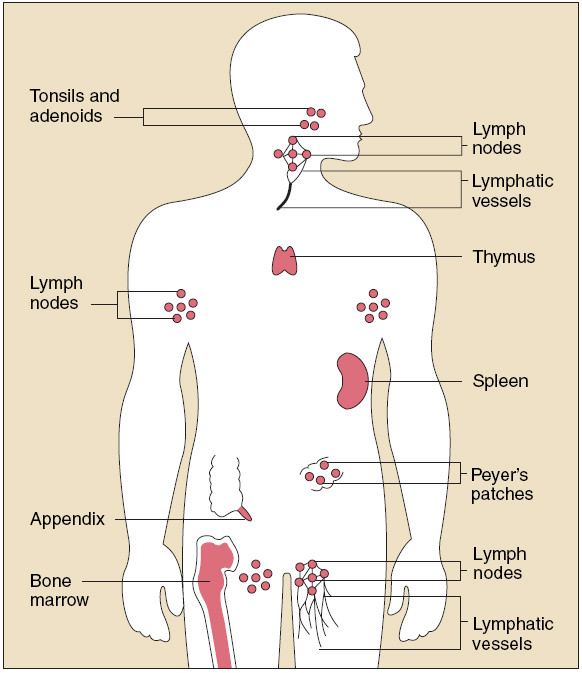 Tonsils and
adenoids
Lymph
nodes
Lymphatic
vessels
Thymus
Lymph
nodes
Spleen
Peyer's
patches
Appendix
Lymph
nodes
Bone
marrow
Lymphatic
vessels